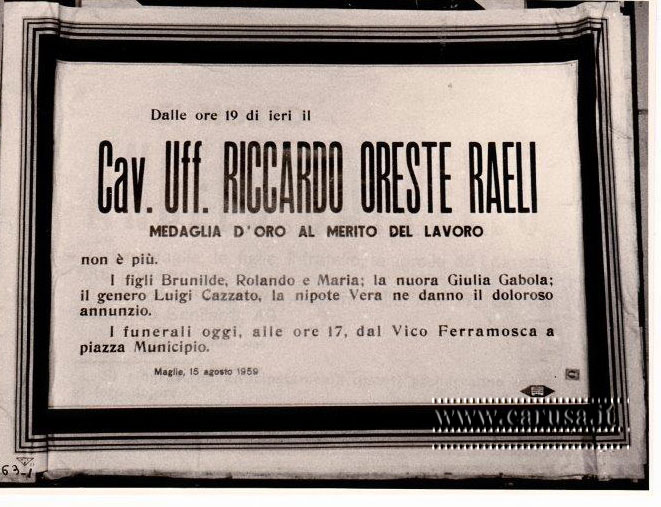 Dalle ore 19 di ieri il
Cav. Uff. RICCARDO ORESTE RAELI
MEDAGLIA D'ORO AL MERITO DEL LAVORO
non è più.
I figli Brunilde, Rolando e Maria; la nuora Giulia Gabola;
il genero Luigi Cazzato, la nipote Vera ne danno il doloroso
annunzio.
I funerali oggi, alle ore 17, dal Vico Ferramosca a
piazza Municipio.
Maglie, 15 agosto 1959
www.carusa.it
63